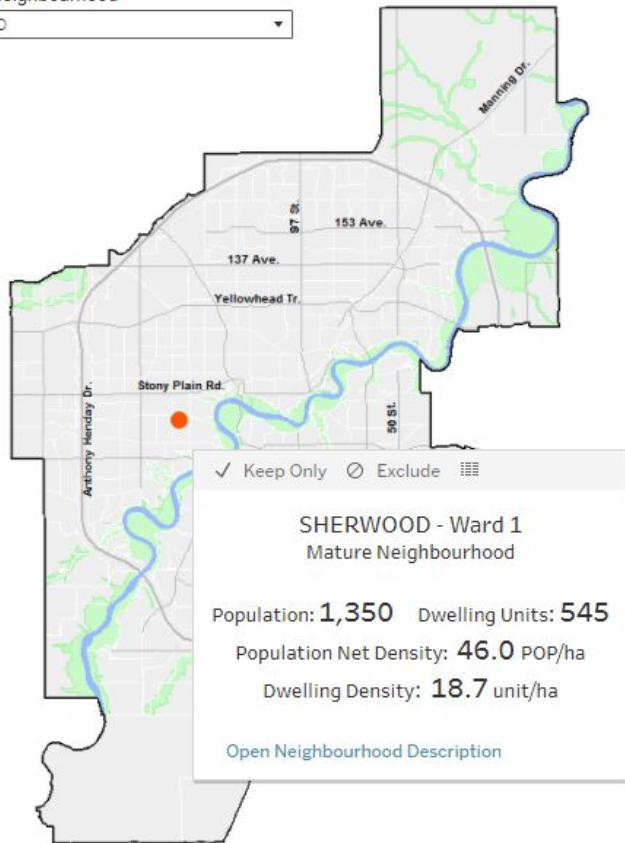 Manning Dr.
97 St.
153 Ave.
137 Ave.
Yellowhead Tr.
Stony Plain Rd.
Anthony Henday Dr.
50 St.
Keep Only Exclude
SHERWOOD - Ward 1
Mature Neighbourhood
Population: 1,350 Dwelling Units: 545
Population Net Density: 46.0 POP/ha
Dwelling Density: 18.7 unit/ha
Open Neighbourhood Description